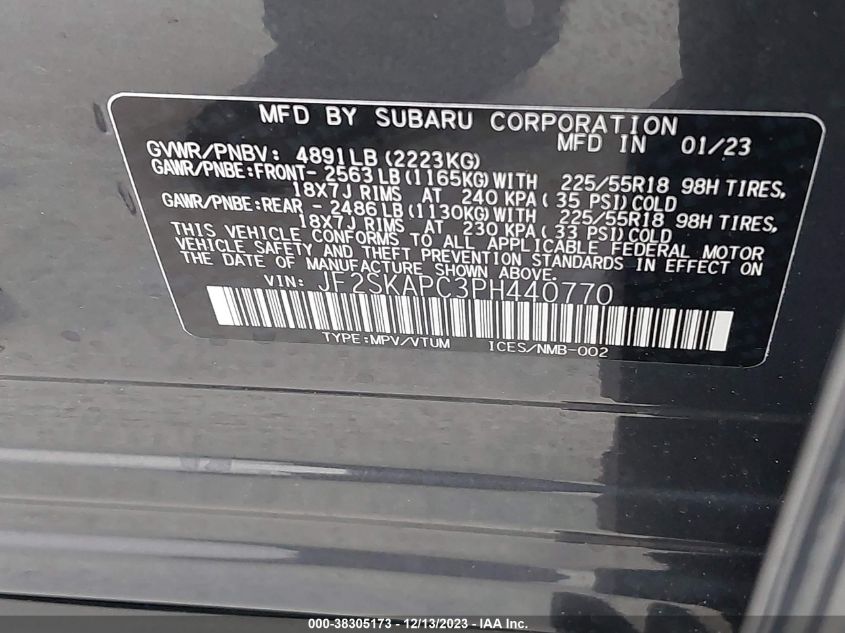 MFD BY SUBARU CORPORATION
MFD IN 01/23
GVWR/PNBV: 4891LB (2223KG)
GAWR/PNBE:FRONT- 2563LB (1165KG) WITH 225/55R18 98H TIRES,
18X7J RIMS AT 240 KPA ( 35 PSI) COLD
GAWR/PNBE:REAR - 2486LB (1130KG) WITH 225/55R18 98H TIRES,
18X7J RIMS AT 230 KPA ( 33 PSI) COLD
THIS VEHICLE CONFORMS TO ALL APPLICABLE FEDERAL MOTOR
VEHICLE SAFETY AND THEFT PREVENTION STANDARDS IN EFFECT ON
THE DATE OF MANUFACTURE SHOWN ABOVE.
VIN: JF2SKAPC3PH440770
TYPE:MPV/VTUM ICES/NMB-002
000-38305173 - 12/13/2023 - IAA Inc.